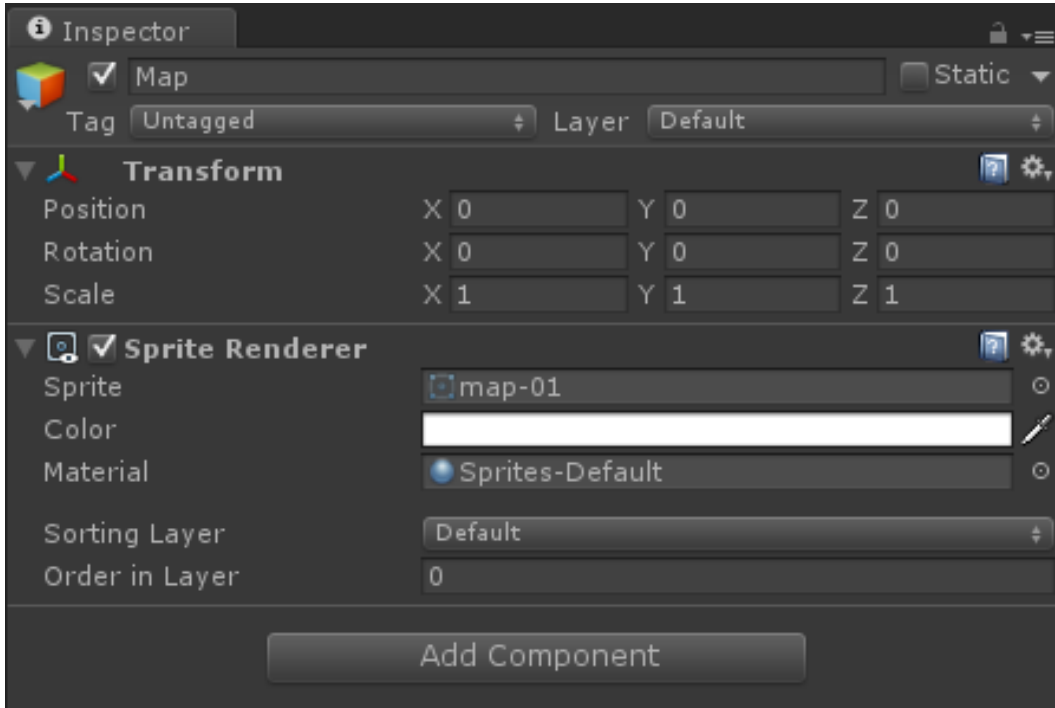 Inspector
Map Static
Tag Untagged Layer Default
Transform
Position X 0 Y 0 Z 0
Rotation X 0 Y 0 Z 0
Scale X 1 Y 1 Z 1
Sprite Renderer
Sprite map-01
Color
Material Sprites-Default
Sorting Layer Default
Order in Layer 0
Add Component